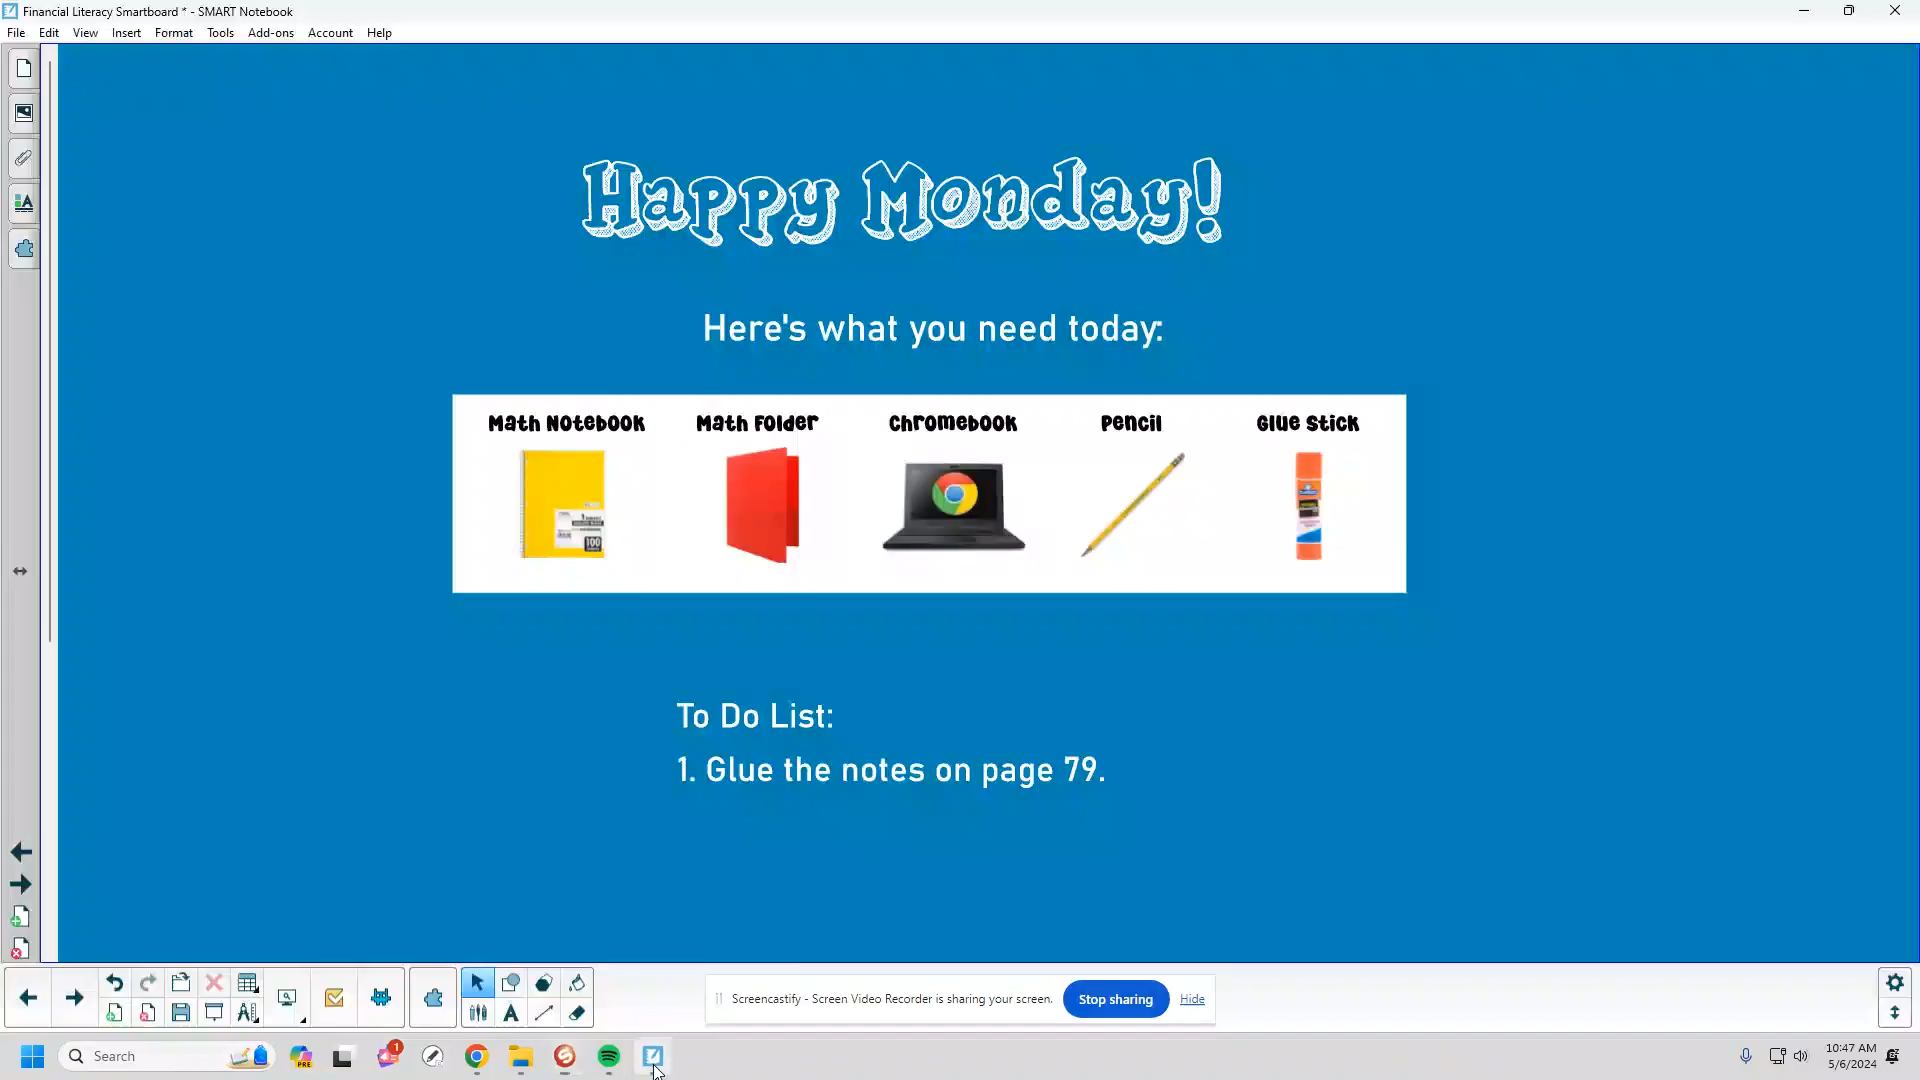 Financial Literacy Smartboard * - SMART Notebook
File Edit View Insert Format Tools Add-ons Account Help
Happy Monday!
Here's what you need today:
Math Notebook Math Folder Chromebook Pencil Glue Stick
100
To Do List:
1. Glue the notes on page 79.
Screencastify - Screen Video Recorder is sharing your screen. Stop sharing Hide
Search
PRE
1
10:47 AM
5/6/2024